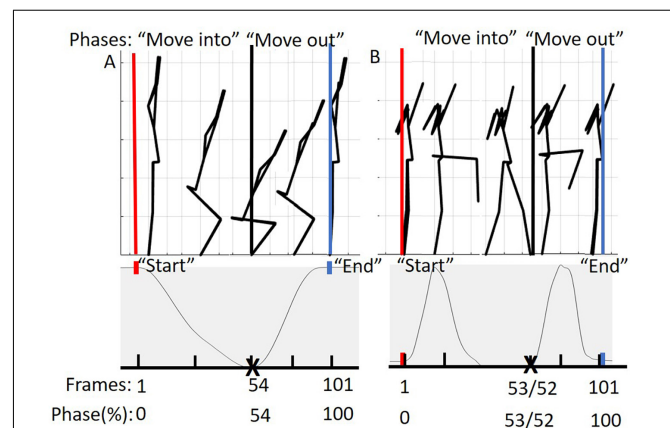 Phases: “Move into” “Move out” “Move into” “Move out”
A B
“Start” “End” “Start” “End”
X X
Frames: 1 54 101 1 53/52 101
Phase(%): 0 54 100 0 53/52 100